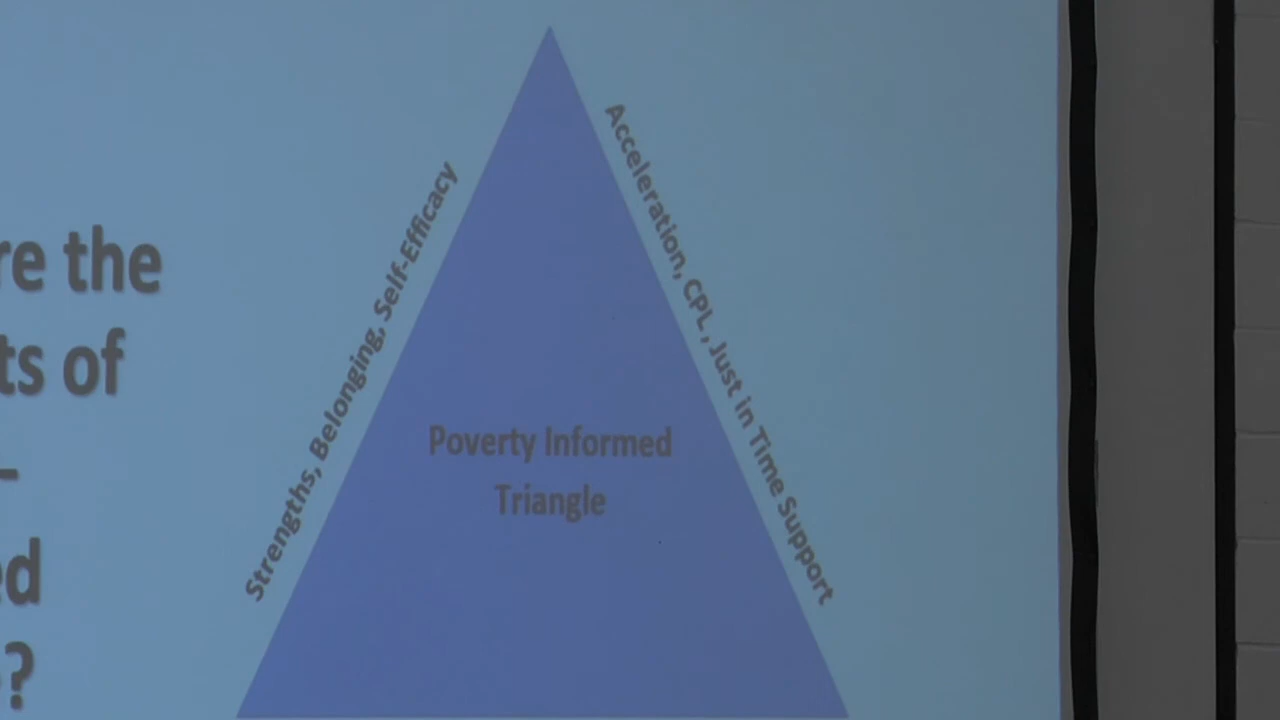 re the
ts of
–
ed
?
Strengths, Belonging, Self-Efficacy
Acceleration, CPL, Just in Time Support
Poverty Informed
Triangle